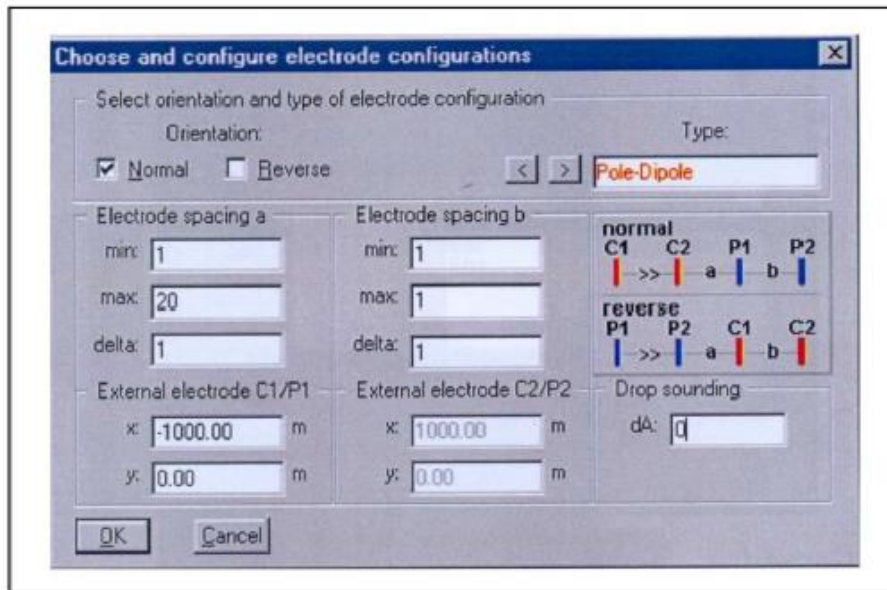 Choose and configure electrode configurations
Select orientation and type of electrode configuration
Orientation: Type:
Normal Reverse < > Pole-Dipole
Electrode spacing a
min: 1
max: 20
delta: 1
Electrode spacing b
min: 1
max: 1
delta: 1
normal
C1 C2 P1 P2
>> a b
reverse
P1 P2 C1 C2
>> a b
External electrode C1/P1
x: -1000.00 m
y: 0.00 m
External electrode C2/P2
x: 1000.00 m
y: 0.00 m
Drop sounding
dA: 0
OK Cancel